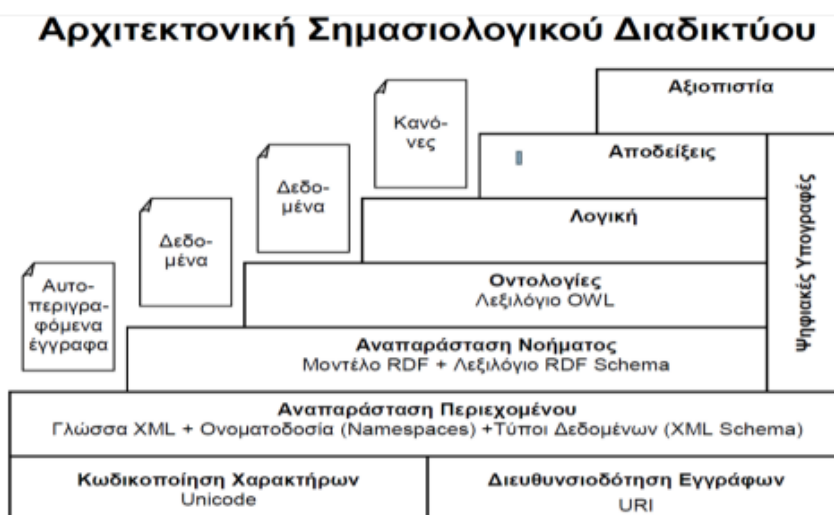 Αρχιτεκτονική Σημασιολογικού Διαδικτύου
Αξιοπιστία
Κανό-
νες
Αποδείξεις
Δεδο-
μένα
Λογική
Δεδο-
μένα
Οντολογίες
Λεξιλόγιο OWL
Αυτο-
περιγρα-
φόμενα
έγγραφα
Αναπαράσταση Νοήματος
Μοντέλο RDF + Λεξιλόγιο RDF Schema
Ψηφιακές Υπογραφές
Αναπαράσταση Περιεχομένου
Γλώσσα XML + Ονοματοδοσία (Namespaces) +Τύποι Δεδομένων (XML Schema)
Κωδικοποίηση Χαρακτήρων
Unicode
Διευθυνσιοδότηση Εγγράφων
URI